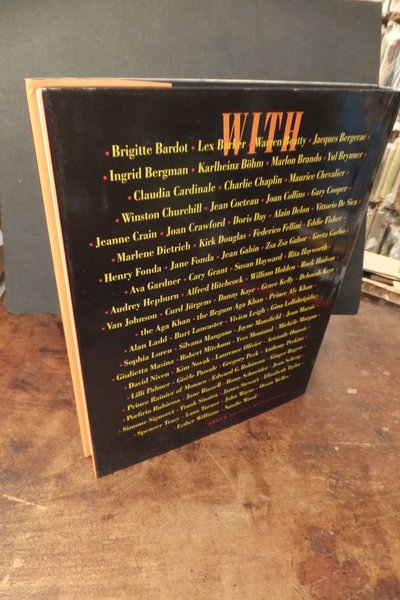 WITH
• Brigitte Bardot • Lex Barker • Warren Beatty • Jacques Bergerac •
Ingrid Bergman • Karlheinz Böhm • Marlon Brando • Yul Brynner •
Claudia Cardinale • Charlie Chaplin • Maurice Chevalier •
Winston Churchill • Jean Cocteau • Joan Collins • Gary Cooper •
Jeanne Crain • Joan Crawford • Doris Day • Alain Delon • Vittorio De Sica •
Marlene Dietrich • Kirk Douglas • Federico Fellini • Eddie Fisher •
Henry Fonda • Jane Fonda • Jean Gabin • Zsa Zsa Gabor • Greta Garbo •
Ava Gardner • Cary Grant • Susan Hayward • Rita Hayworth •
Audrey Hepburn • Alfred Hitchcock • William Holden • Rock Hudson •
Van Johnson • Curd Jürgens • Danny Kaye • Grace Kelly • Deborah Kerr •
the Aga Khan • the Begum Aga Khan • Prince Aly Khan •
Alan Ladd • Burt Lancaster • Vivien Leigh • Gina Lollobrigida •
Sophia Loren • Silvana Mangano • Jayne Mansfield • Jean Marais •
Giulietta Masina • Robert Mitchum • Yves Montand • Michèle Morgan •
David Niven • Kim Novak • Laurence Olivier • Aristotle Onassis •
Lilli Palmer • Gisèle Pascale • Gregory Peck • Anthony Perkins •
Prince Rainier of Monaco • Edward G. Robinson • Ginger Rogers •
Porfirio Rubirosa • Jane Russell • Romy Schneider • Jean Seberg •
Simone Signoret • Frank Sinatra • James Stewart • Elizabeth Taylor •
Spencer Tracy • Lana Turner • John Wayne • Orson Welles •
Esther Williams • Natalie Wood •